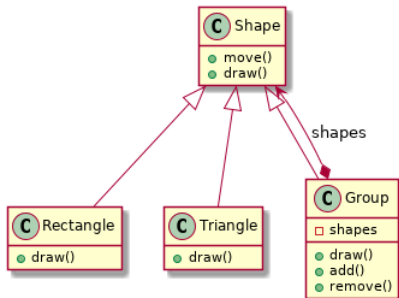 C Shape
move()
draw()
shapes
C Rectangle
draw()
C Triangle
draw()
C Group
shapes
draw()
add()
remove()